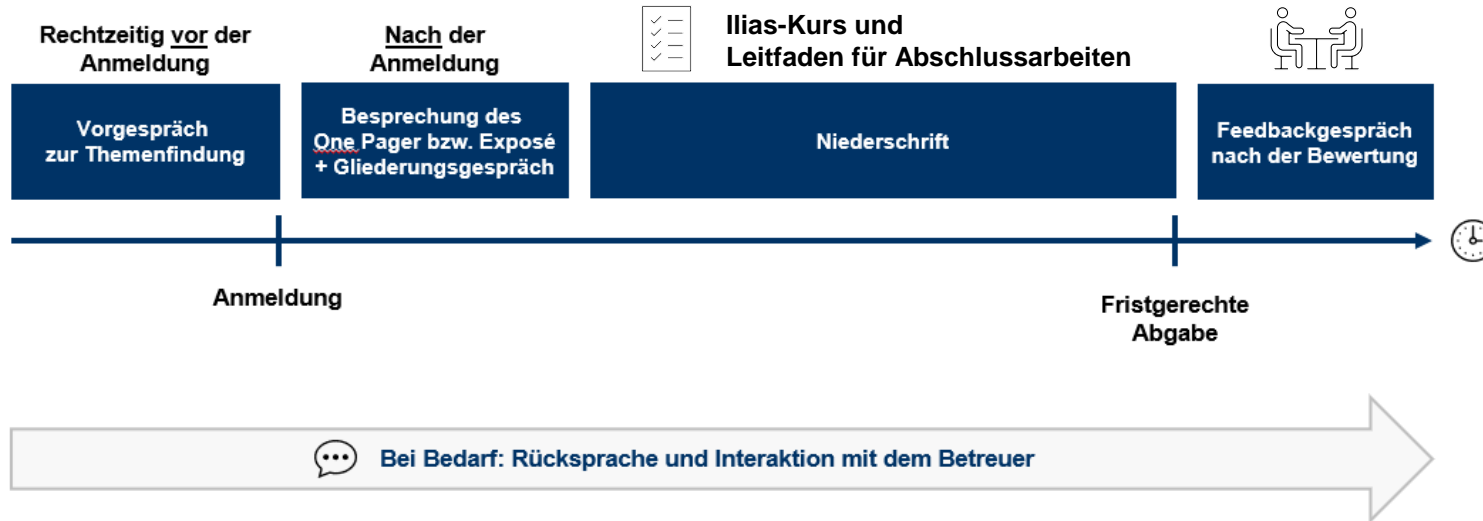 Rechtzeitig vor der
Anmeldung
Nach der
Anmeldung
Ilias-Kurs und
Leitfaden für Abschlussarbeiten
Vorgespräch
zur Themenfindung
Besprechung des
One Pager bzw. Exposé
+ Gliederungsgespräch
Niederschrift
Feedbackgespräch
nach der Bewertung
Anmeldung
Fristgerechte
Abgabe
Bei Bedarf: Rücksprache und Interaktion mit dem Betreuer